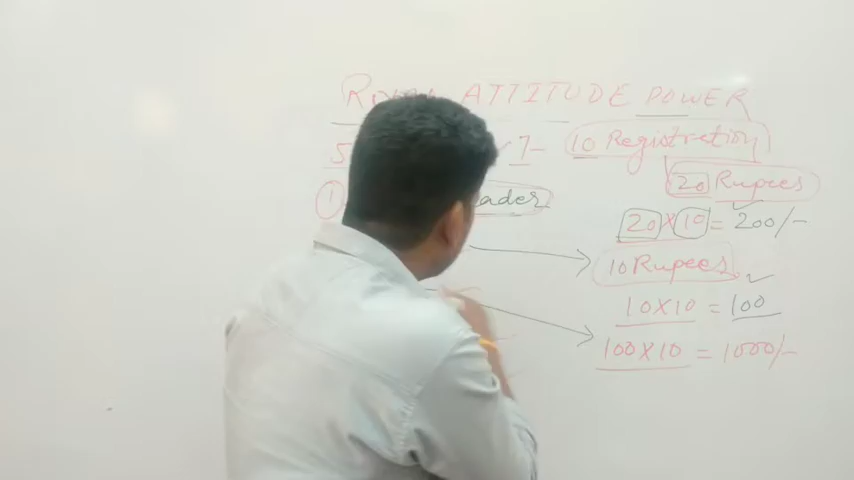 ATTITUDE POWER
10 Registration
20 Rupees
20 X 10 = 200/-
10 Rupees
10 X 10 = 100
100 X 10 = 1000/-